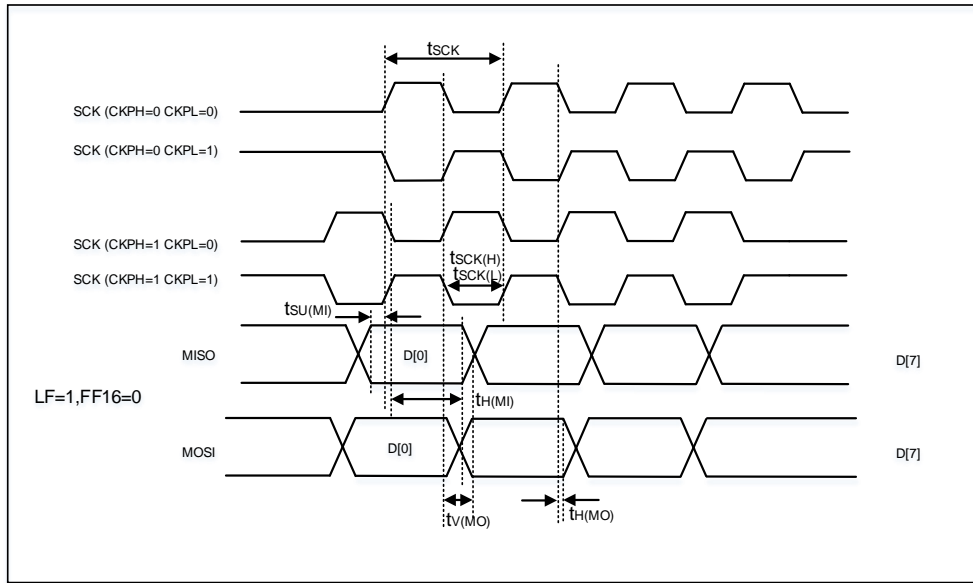 tSCK
SCK (CKPH=0 CKPL=0)
SCK (CKPH=0 CKPL=1)
SCK (CKPH=1 CKPL=0)
tSCK(H)
SCK (CKPH=1 CKPL=1)
tSCK(L)
tSU(MI)
MISO
D[0]
D[7]
LF=1,FF16=0
tH(MI)
MOSI
D[0]
D[7]
tV(MO)
tH(MO)